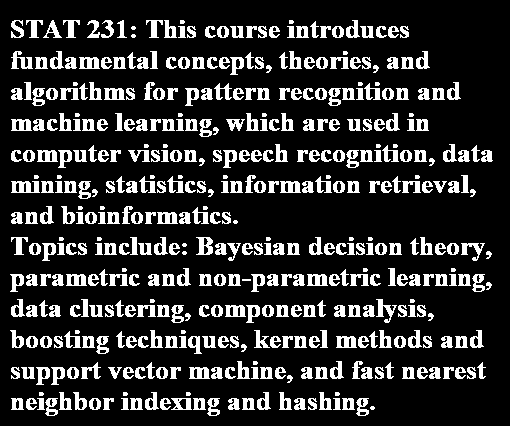 STAT 231: This course introduces
fundamental concepts, theories, and
algorithms for pattern recognition and
machine learning, which are used in
computer vision, speech recognition, data
mining, statistics, information retrieval,
and bioinformatics.
Topics include: Bayesian decision theory,
parametric and non-parametric learning,
data clustering, component analysis,
boosting techniques, kernel methods and
support vector machine, and fast nearest
neighbor indexing and hashing.